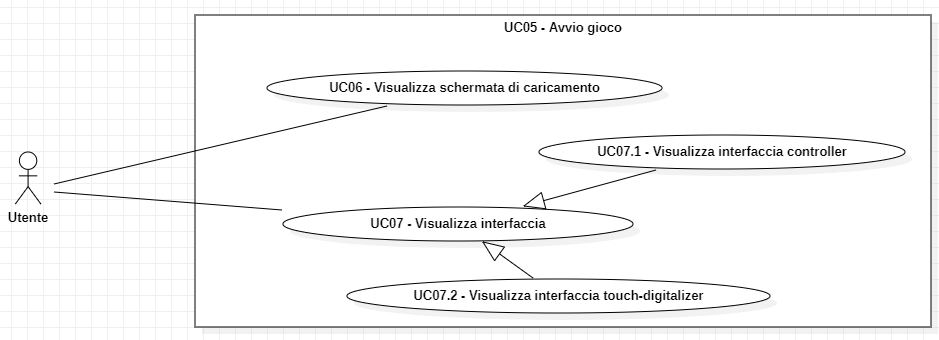 UC05 - Avvio gioco
UC06 - Visualizza schermata di caricamento
UC07.1 - Visualizza interfaccia controller
Utente
UC07 - Visualizza interfaccia
UC07.2 - Visualizza interfaccia touch-digitalizer